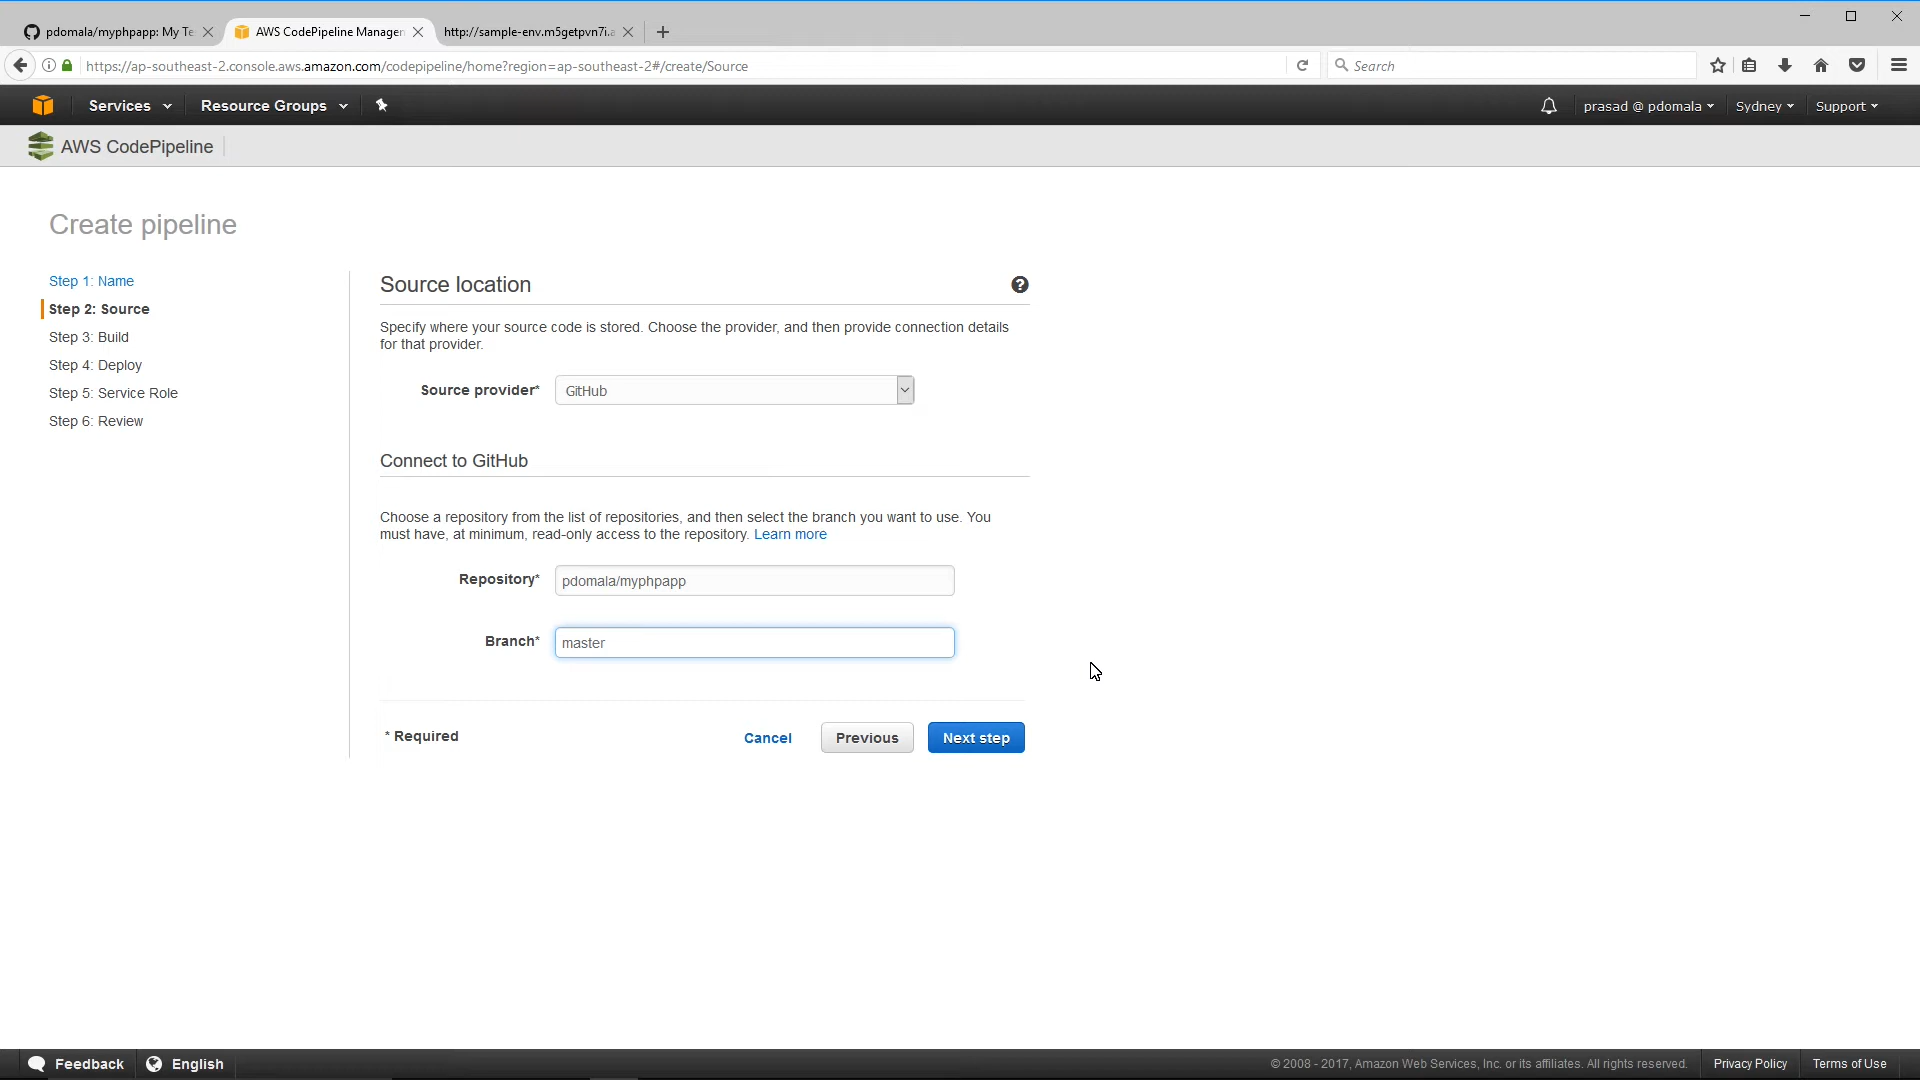 pdomala/myphpapp: My Te
AWS CodePipeline Manager
http://sample-env.m5getpvn7i.a
https://ap-southeast-2.console.aws.amazon.com/codepipeline/home?region=ap-southeast-2#/create/Source
Search
Services
Resource Groups
prasad @ pdomala
Sydney
Support
AWS CodePipeline
Create pipeline
Step 1: Name
Step 2: Source
Step 3: Build
Step 4: Deploy
Step 5: Service Role
Step 6: Review
Source location
?
Specify where your source code is stored. Choose the provider, and then provide connection details
for that provider.
Source provider*
GitHub
Connect to GitHub
Choose a repository from the list of repositories, and then select the branch you want to use. You
must have, at minimum, read-only access to the repository. Learn more
Repository*
pdomala/myphpapp
Branch*
master
* Required
Cancel
Previous
Next step
Feedback
English
© 2008 - 2017, Amazon Web Services, Inc. or its affiliates. All rights reserved.
Privacy Policy
Terms of Use